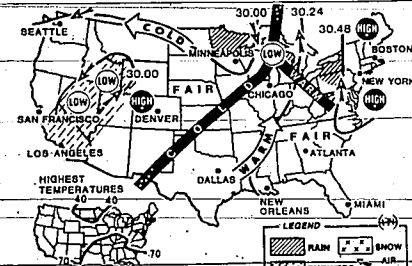 30.00
30.24
SEATTLE
COLD
30.48
HIGH
MINNEAPOLIS
LOW
BOSTON
LOW
30.00
NEW YORK
FAIR
CHICAGO
WARM
LOW
HIGH
HIGH
SAN FRANCISCO
DENVER
COLD
FAIR
LOS ANGELES
WARM
ATLANTA
DALLAS
HIGHEST
TEMPERATURES
40
40
NEW
ORLEANS
MIAMI
LEGEND
RAIN
SNOW
AIR
70
70